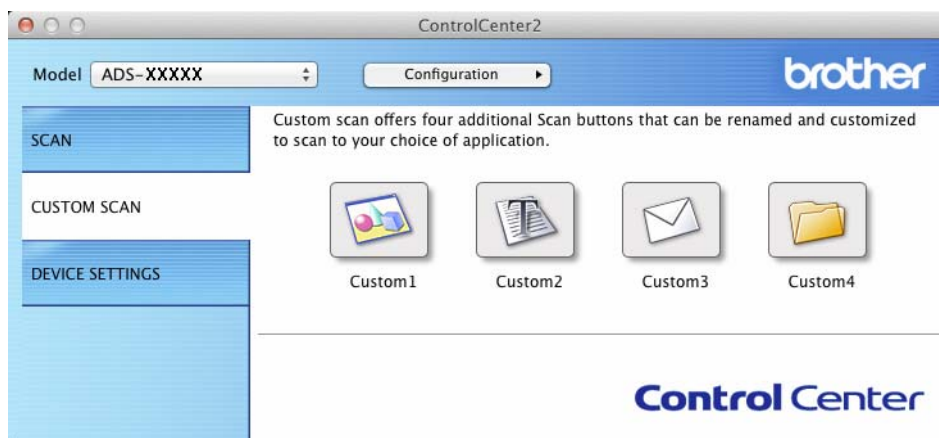 ControlCenter2
Model ADS-XXXXX Configuration brother
SCAN
CUSTOM SCAN
DEVICE SETTINGS
Custom scan offers four additional Scan buttons that can be renamed and customized
to scan to your choice of application.
T
Custom1 Custom2 Custom3 Custom4
Control Center